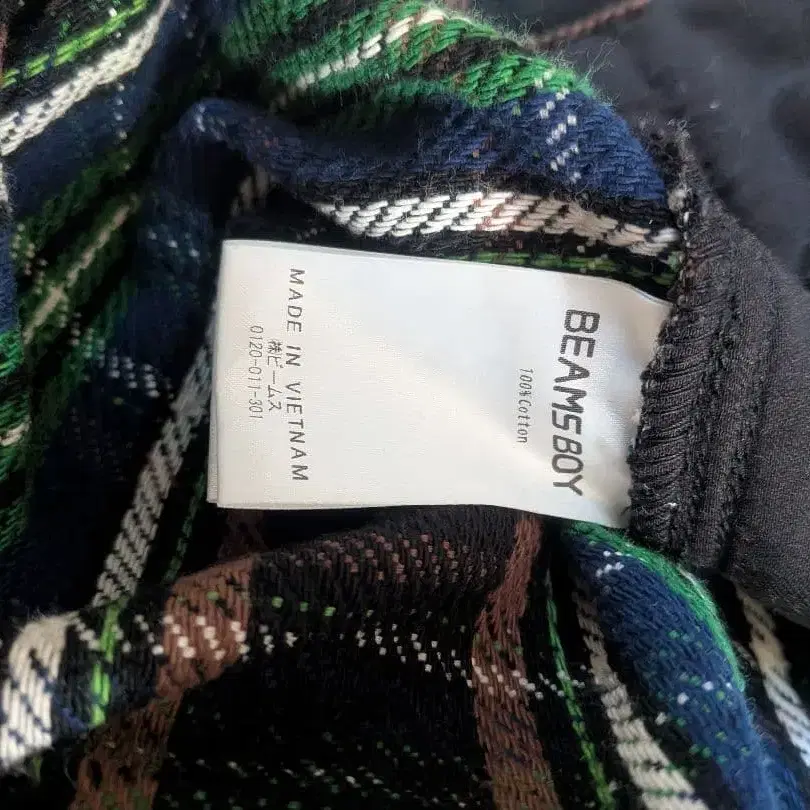 BEAMS BOY
100%Cotton
MADE IN VIETNAM
㈱ビームス
0120-011-301